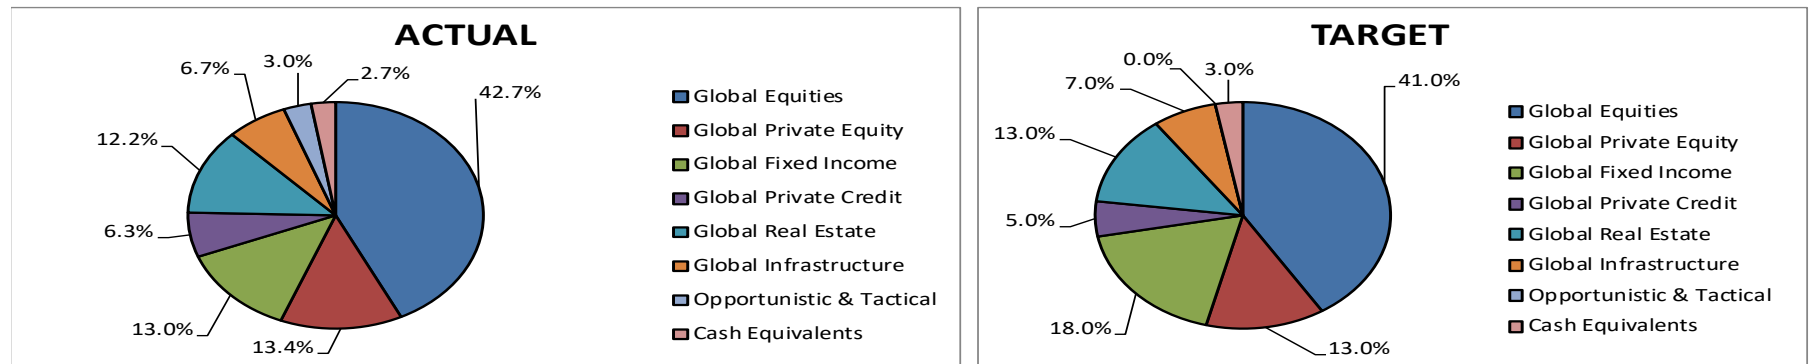 ACTUAL
6.7%
3.0%
2.7%
42.7%
12.2%
6.3%
13.0%
13.4%
Global Equities
Global Private Equity
Global Fixed Income
Global Private Credit
Global Real Estate
Global Infrastructure
Opportunistic & Tactical
Cash Equivalents
TARGET
0.0%
3.0%
7.0%
41.0%
13.0%
5.0%
18.0%
13.0%
Global Equities
Global Private Equity
Global Fixed Income
Global Private Credit
Global Real Estate
Global Infrastructure
Opportunistic & Tactical
Cash Equivalents